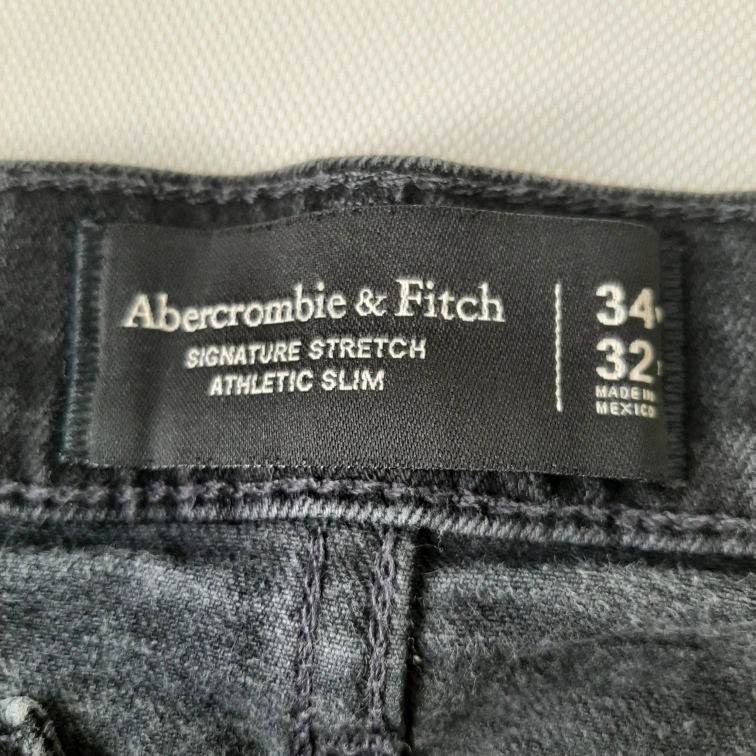 Abercrombie & Fitch
SIGNATURE STRETCH
ATHLETIC SLIM
34
32
MADE IN
MEXICO